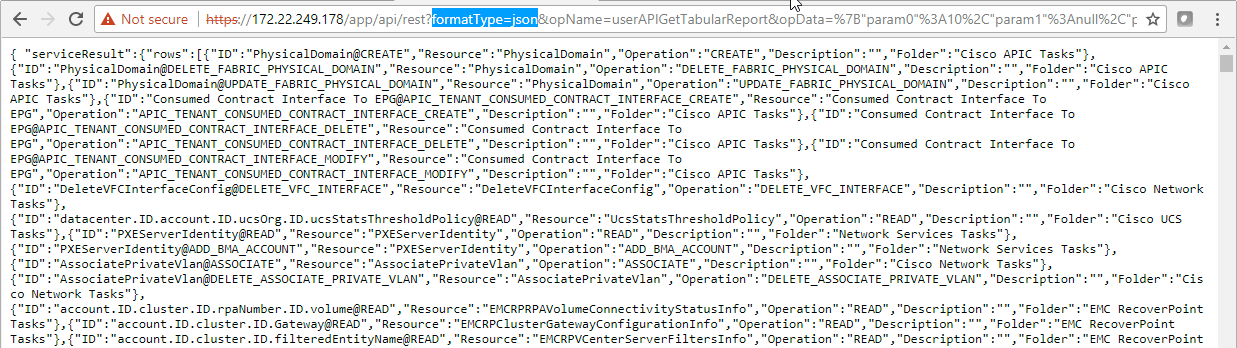 Not secure https://172.22.249.178/app/api/rest?formatType=json&opName=userAPIGetTabularReport&opData=%7B"param0"%3A10%2C"param1"%3Anull%2C"p
{ "serviceResult":{"rows":[{"ID":"PhysicalDomain@CREATE","Resource":"PhysicalDomain","Operation":"CREATE","Description":"","Folder":"Cisco APIC Tasks"},
{"ID":"PhysicalDomain@DELETE_FABRIC_PHYSICAL_DOMAIN","Resource":"PhysicalDomain","Operation":"DELETE_FABRIC_PHYSICAL_DOMAIN","Description":"","Folder":"Cisco APIC
Tasks"},{"ID":"PhysicalDomain@UPDATE_FABRIC_PHYSICAL_DOMAIN","Resource":"PhysicalDomain","Operation":"UPDATE_FABRIC_PHYSICAL_DOMAIN","Description":"","Folder":"Cisco
APIC Tasks"},{"ID":"Consumed Contract Interface To EPG@APIC_TENANT_CONSUMED_CONTRACT_INTERFACE_CREATE","Resource":"Consumed Contract Interface To
EPG","Operation":"APIC_TENANT_CONSUMED_CONTRACT_INTERFACE_CREATE","Description":"","Folder":"Cisco APIC Tasks"},{"ID":"Consumed Contract Interface To
EPG@APIC_TENANT_CONSUMED_CONTRACT_INTERFACE_DELETE","Resource":"Consumed Contract Interface To
EPG","Operation":"APIC_TENANT_CONSUMED_CONTRACT_INTERFACE_DELETE","Description":"","Folder":"Cisco APIC Tasks"},{"ID":"Consumed Contract Interface To
EPG@APIC_TENANT_CONSUMED_CONTRACT_INTERFACE_MODIFY","Resource":"Consumed Contract Interface To
EPG","Operation":"APIC_TENANT_CONSUMED_CONTRACT_INTERFACE_MODIFY","Description":"","Folder":"Cisco APIC Tasks"},
{"ID":"DeleteVFCInterfaceConfig@DELETE_VFC_INTERFACE","Resource":"DeleteVFCInterfaceConfig","Operation":"DELETE_VFC_INTERFACE","Description":"","Folder":"Cisco Network
Tasks"},
{"ID":"datacenter.ID.account.ID.ucsOrg.ID.ucsStatsThresholdPolicy@READ","Resource":"UcsStatsThresholdPolicy","Operation":"READ","Description":"","Folder":"Cisco UCS
Tasks"},{"ID":"PXEServerIdentity@READ","Resource":"PXEServerIdentity","Operation":"READ","Description":"","Folder":"Network Services Tasks"},
{"ID":"PXEServerIdentity@ADD_BMA_ACCOUNT","Resource":"PXEServerIdentity","Operation":"ADD_BMA_ACCOUNT","Description":"","Folder":"Network Services Tasks"},
{"ID":"AssociatePrivateVlan@ASSOCIATE","Resource":"AssociatePrivateVlan","Operation":"ASSOCIATE","Description":"","Folder":"Cisco Network Tasks"},
{"ID":"AssociatePrivateVlan@DELETE_ASSOCIATE_PRIVATE_VLAN","Resource":"AssociatePrivateVlan","Operation":"DELETE_ASSOCIATE_PRIVATE_VLAN","Description":"","Folder":"Cis
co Network Tasks"},
{"ID":"account.ID.cluster.ID.rpaNumber.ID.volume@READ","Resource":"EMCRPRPAVolumeConnectivityStatusInfo","Operation":"READ","Description":"","Folder":"EMC RecoverPoint
Tasks"},{"ID":"account.ID.cluster.ID.Gateway@READ","Resource":"EMCRPClusterGatewayConfigurationInfo","Operation":"READ","Description":"","Folder":"EMC RecoverPoint
Tasks"},{"ID":"account.ID.cluster.ID.filteredEntityName@READ","Resource":"EMCRPVCenterServerFiltersInfo","Operation":"READ","Description":"","Folder":"EMC RecoverPoint